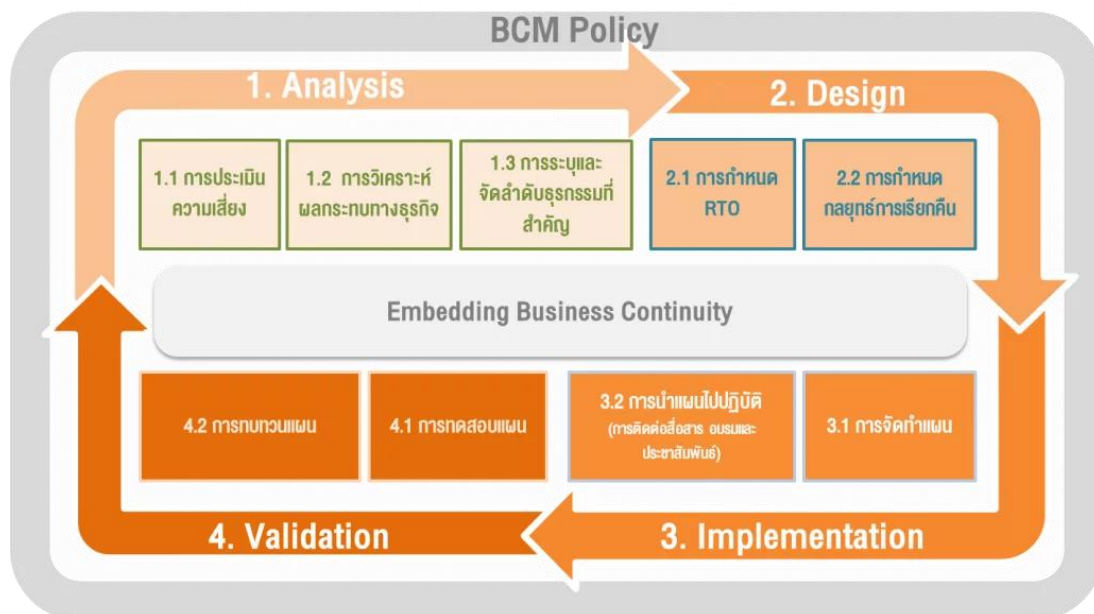 BCM Policy
1. Analysis
2. Design
1.1 การประเมิน
ความเสี่ยง
1.2 การวิเคราะห์
ผลกระทบทางธุรกิจ
1.3 การระบุและ
จัดลำดับธุรกรรมที่
สำคัญ
2.1 การกำหนด
RTO
2.2 การกำหนด
กลยุทธ์การเรียกคืน
Embedding Business Continuity
4.2 การทบทวนแผน
4.1 การทดสอบแผน
3.2 การนำแผนไปปฏิบัติ
(การติดต่อสื่อสาร อบรมและ
ประชาสัมพันธ์)
3.1 การจัดทำแผน
4. Validation
3. Implementation